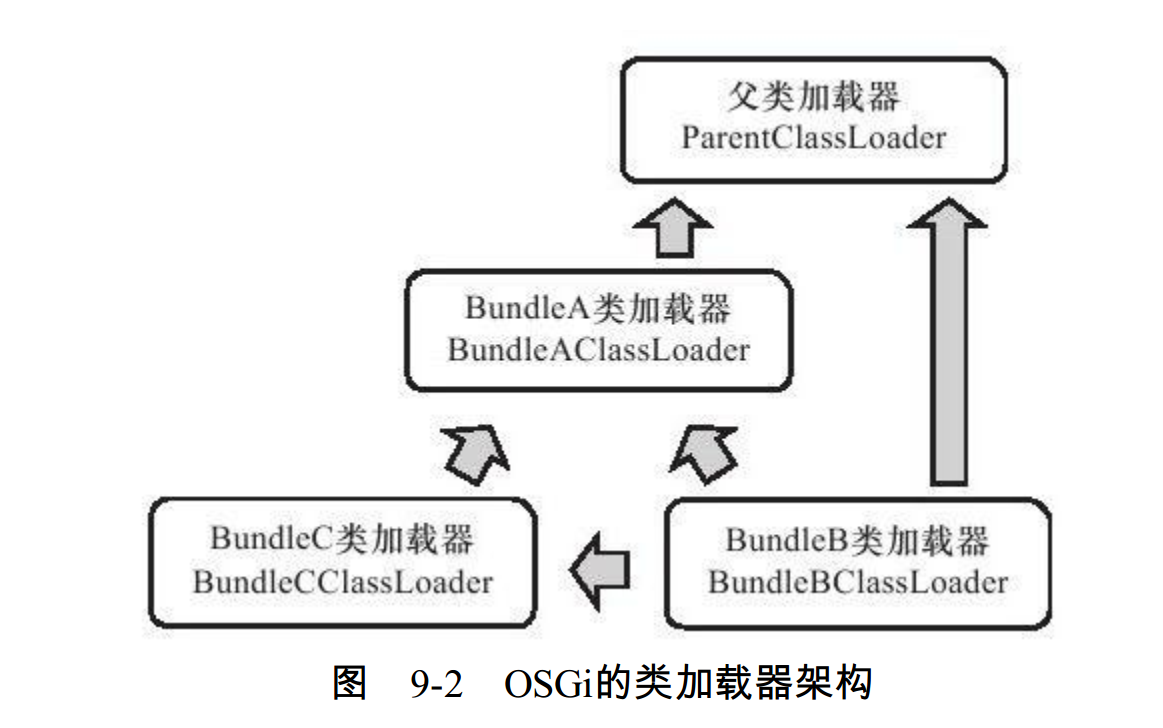 父类加载器
ParentClassLoader
BundleA类加载器
BundleAClassLoader
BundleC类加载器
BundleCClassLoader
BundleB类加载器
BundleBClassLoader
图 9-2 OSGi的类加载器架构